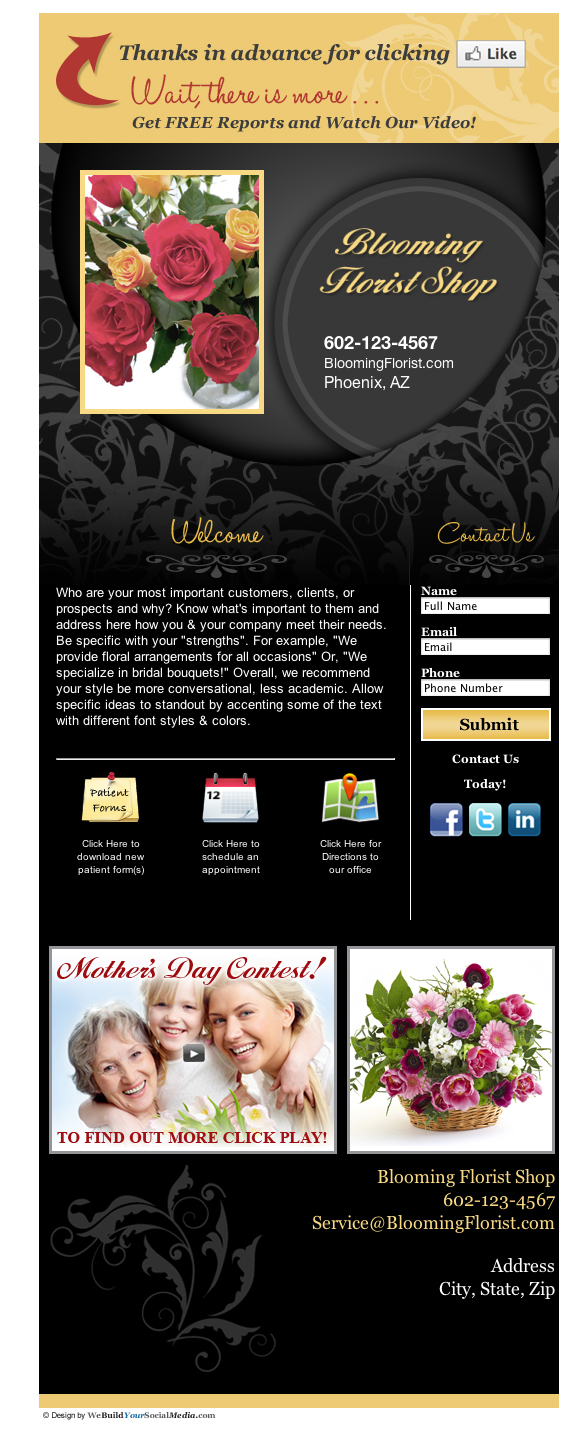 Thanks in advance for clicking Like
Wait, there is more . . .
Get FREE Reports and Watch Our Video!
Blooming
Florist Shop
602-123-4567
BloomingFlorist.com
Phoenix, AZ
Welcome
Who are your most important customers, clients, or
prospects and why? Know what's important to them and
address here how you & your company meet their needs.
Be specific with your "strengths". For example, "We
provide floral arrangements for all occasions" Or, "We
specialize in bridal bouquets!" Overall, we recommend
your style be more conversational, less academic. Allow
specific ideas to standout by accenting some of the text
with different font styles & colors.
Patient
Forms
Click Here to
download new
patient form(s)
12
Click Here to
schedule an
appointment
Click Here for
Directions to
our office
Contact Us
Name
Full Name
Email
Email
Phone
Phone Number
Submit
Contact Us
Today!
f
t
in
Mother's Day Contest!
TO FIND OUT MORE CLICK PLAY!
Blooming Florist Shop
602-123-4567
Service@BloomingFlorist.com
Address
City, State, Zip
© Design by WeBuildYourSocialMedia.com